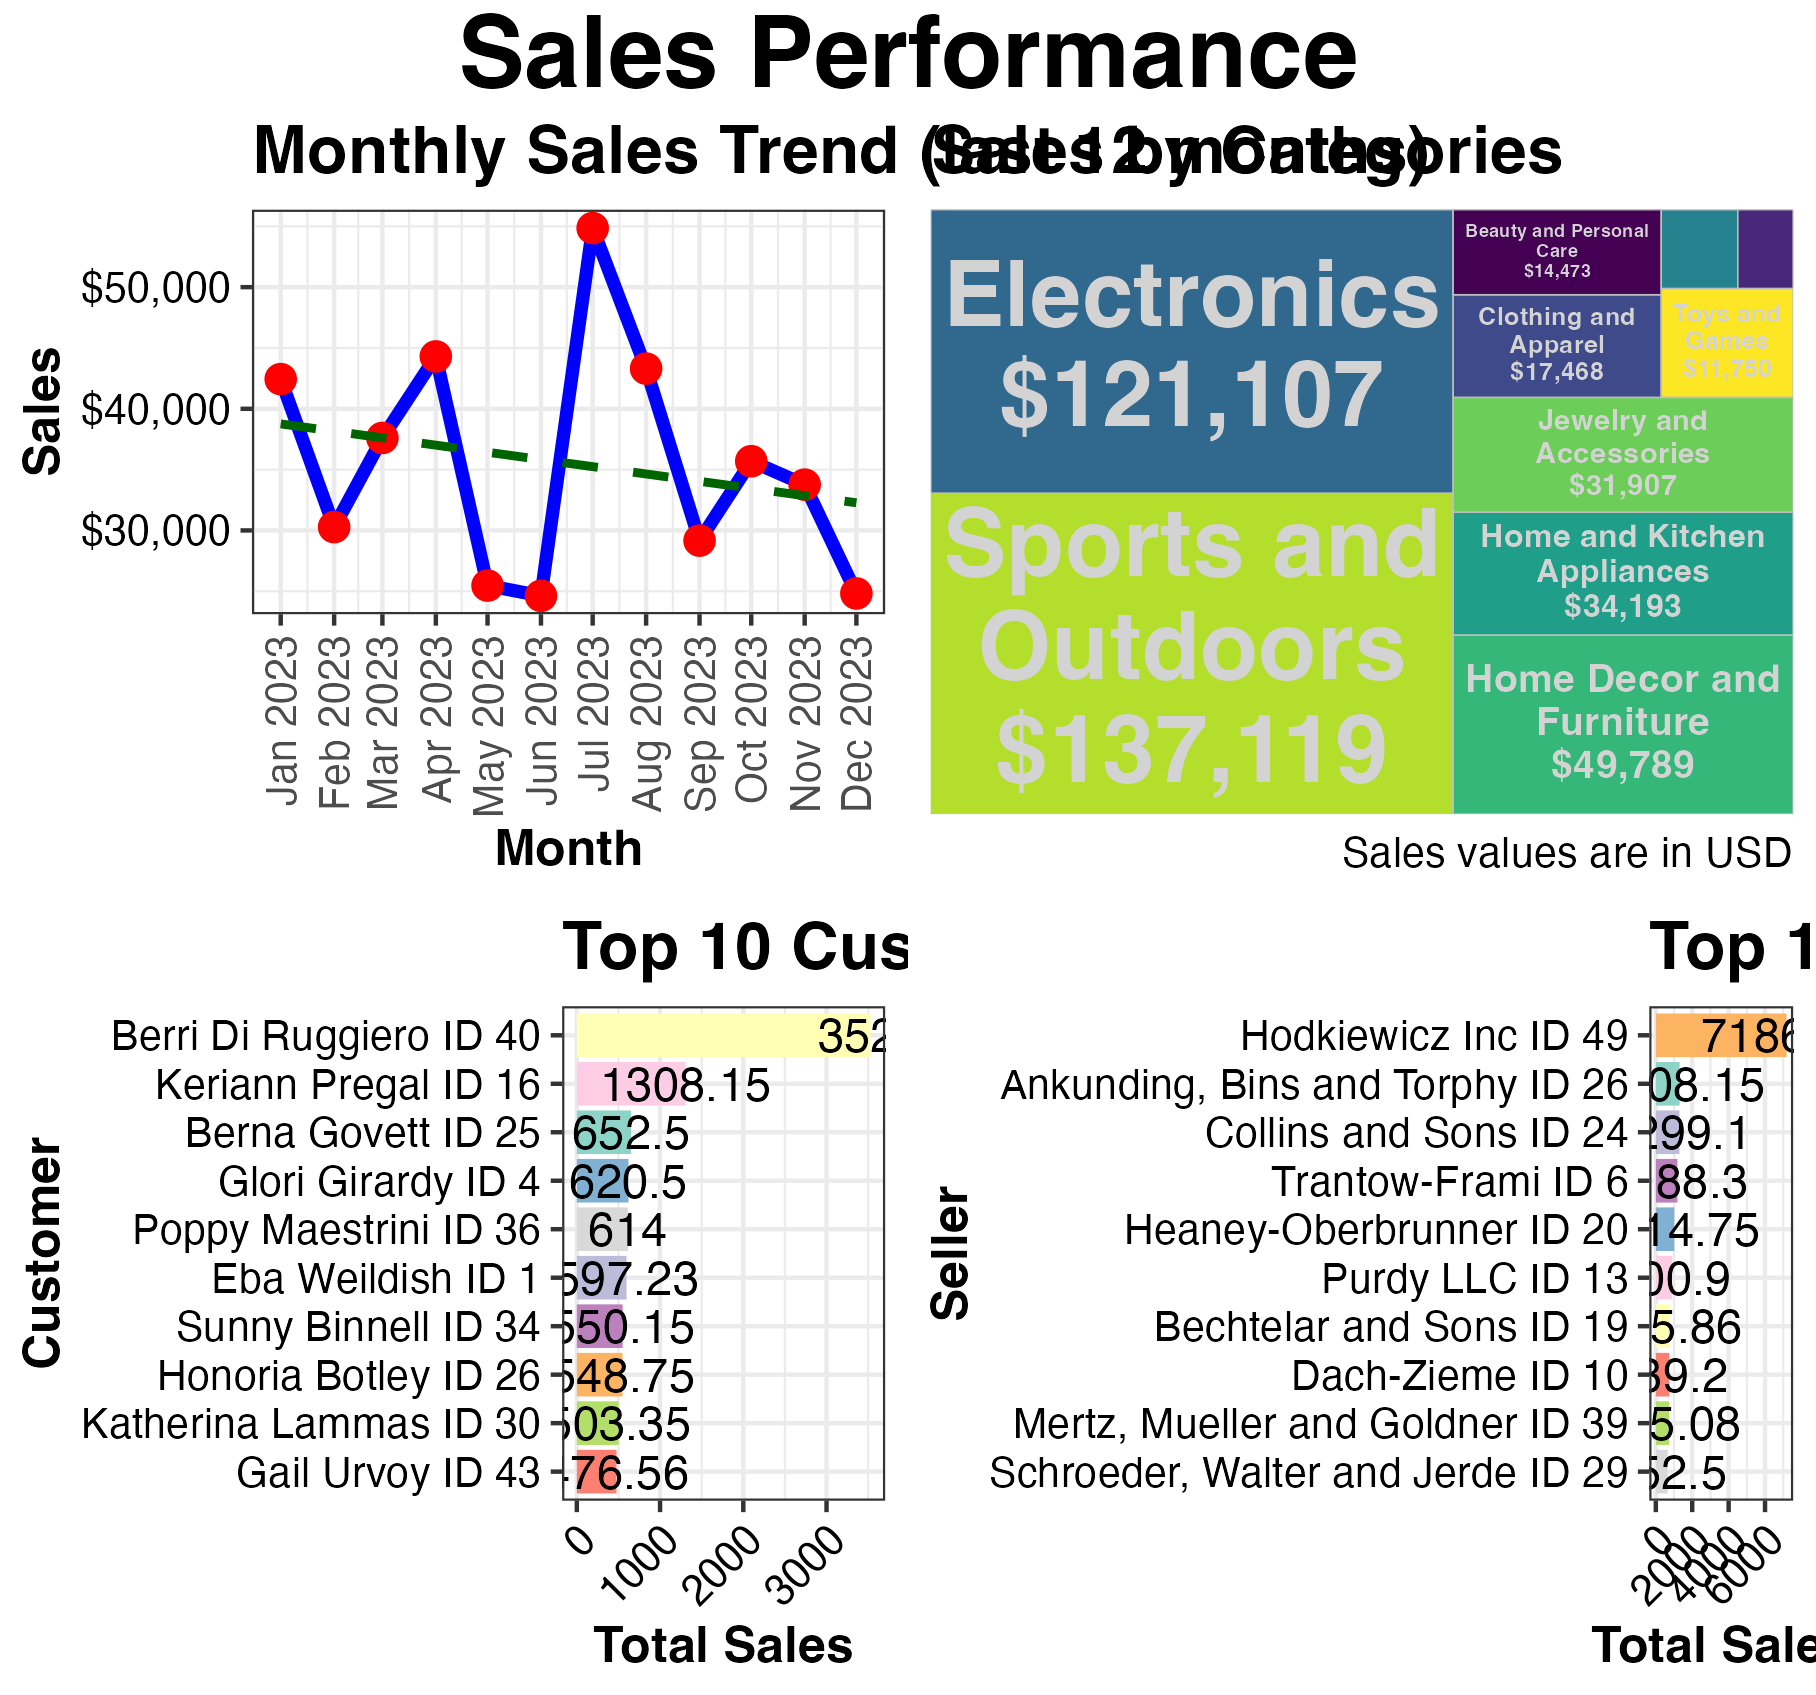 Sales Performance
Monthly Sales Trend (last 12 months)
Sales by Categories
Sales
$50,000
$40,000
$30,000
Jan 2023
Feb 2023
Mar 2023
Apr 2023
May 2023
Jun 2023
Jul 2023
Aug 2023
Sep 2023
Oct 2023
Nov 2023
Dec 2023
Month
Electronics
$121,107
Sports and
Outdoors
$137,119
Beauty and Personal
Care
$14,473
Clothing and
Apparel
$17,468
Toys and
Games
$11,750
Jewelry and
Accessories
$31,907
Home and Kitchen
Appliances
$34,193
Home Decor and
Furniture
$49,789
Sales values are in USD
Top 10 Cus
Customer
Berri Di Ruggiero ID 40 352
Keriann Pregal ID 16 1308.15
Berna Govett ID 25 652.5
Glori Girardy ID 4 620.5
Poppy Maestrini ID 36 614
Eba Weildish ID 1 597.23
Sunny Binnell ID 34 550.15
Honoria Botley ID 26 548.75
Katherina Lammas ID 30 503.35
Gail Urvoy ID 43 76.56
0
1000
2000
3000
Total Sales
Top 1
Seller
Hodkiewicz Inc ID 49 7186
Ankunding, Bins and Torphy ID 26 08.15
Collins and Sons ID 24 299.1
Trantow-Frami ID 6 88.3
Heaney-Oberbrunner ID 20 14.75
Purdy LLC ID 13 00.9
Bechtelar and Sons ID 19 5.86
Dach-Zieme ID 10 39.2
Mertz, Mueller and Goldner ID 39 5.08
Schroeder, Walter and Jerde ID 29 52.5
0
2000
4000
6000
Total Sale